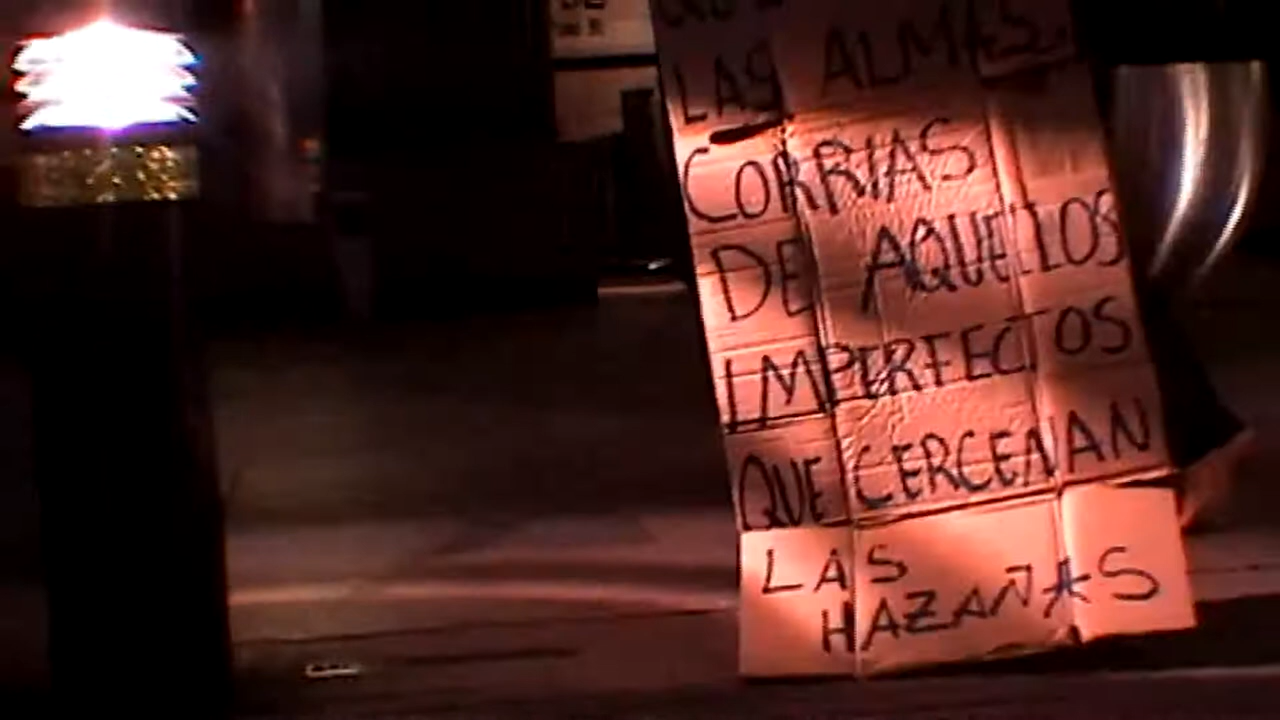 LAS ALMAS
CORRIAS
DE AQUELLOS
IMPERFECTOS
QUE CERCENAN
LAS
HAZAÑAS